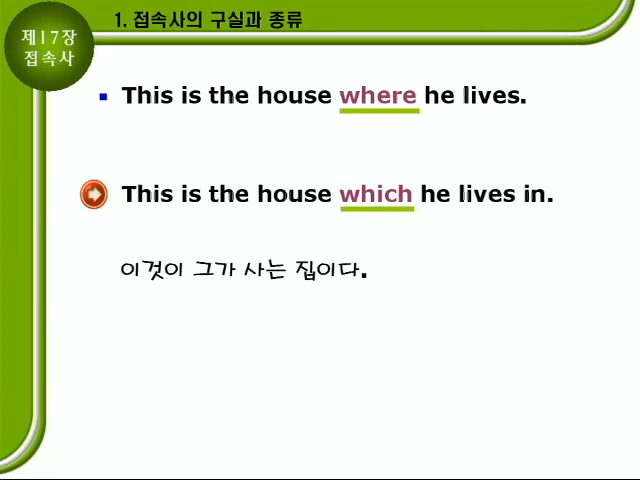 1. 접속사의 구실과 종류
제17장
접속사
This is the house where he lives.
This is the house which he lives in.
이것이 그가 사는 집이다.